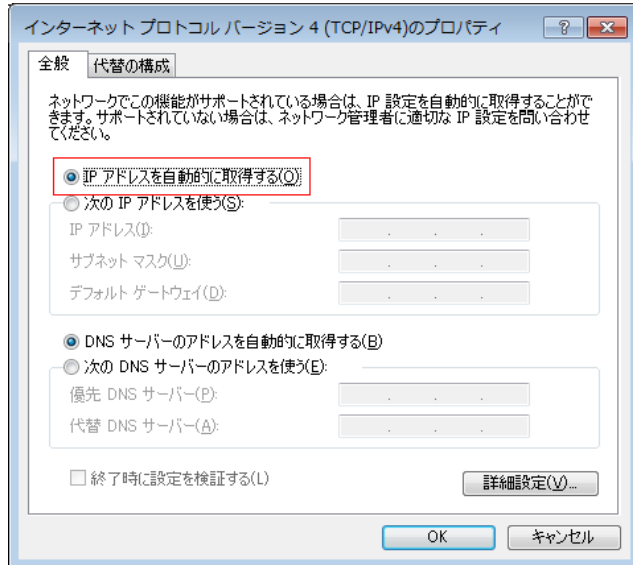 インターネット プロトコル バージョン 4 (TCP/IPv4)のプロパティ
全般
代替の構成
ネットワークでこの機能がサポートされている場合は、IP 設定を自動的に取得することがで
きます。サポートされていない場合は、ネットワーク管理者に適切な IP 設定を問い合わせ
てください。
IP アドレスを自動的に取得する(O)
次の IP アドレスを使う(S):
IP アドレス(I):
サブネット マスク(U):
デフォルト ゲートウェイ(D):
DNS サーバーのアドレスを自動的に取得する(B)
次の DNS サーバーのアドレスを使う(E):
優先 DNS サーバー(P):
代替 DNS サーバー(A):
終了時に設定を検証する(L)
詳細設定(V)...
OK
キャンセル